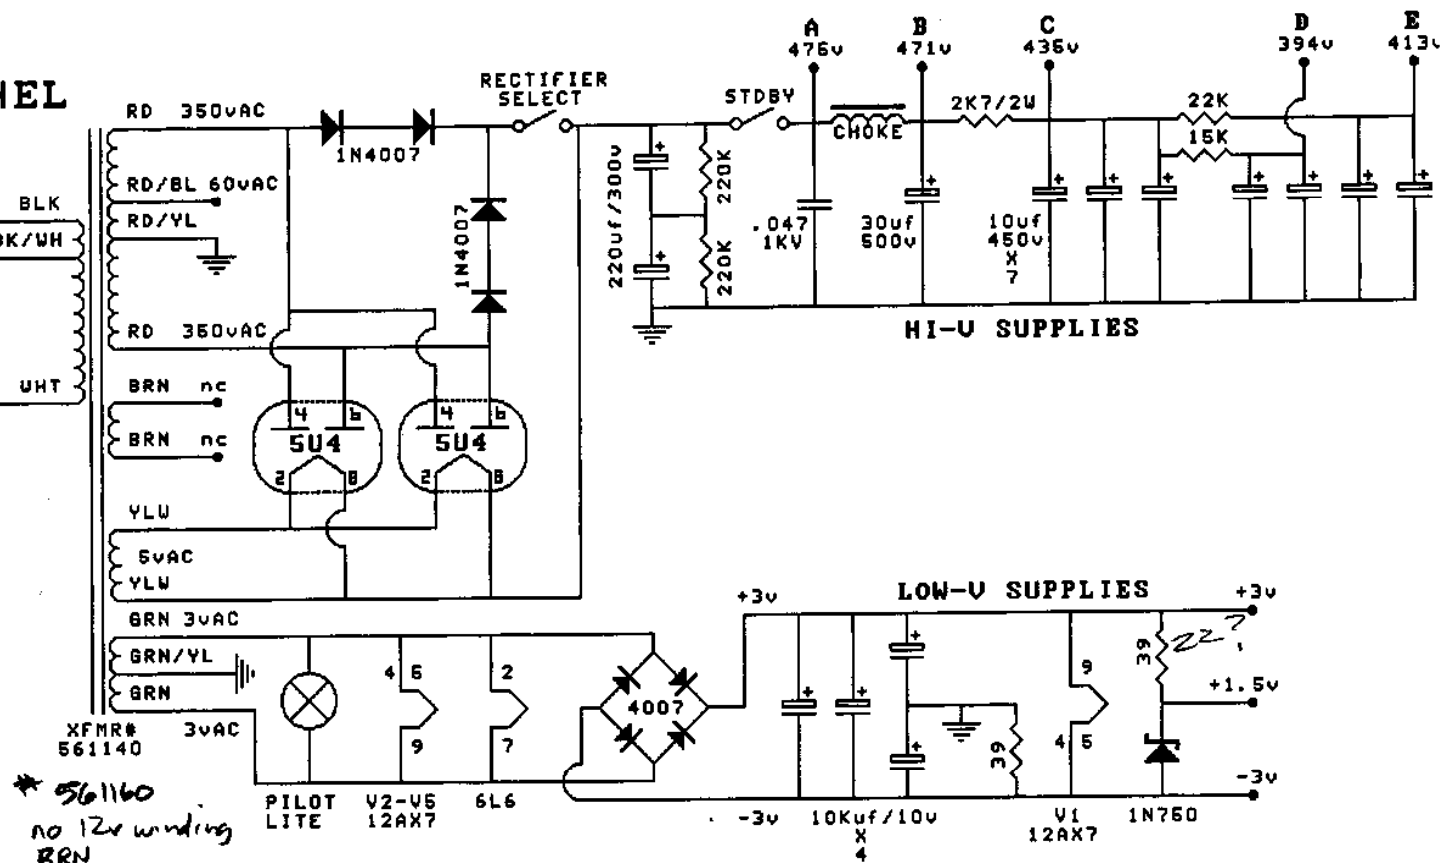 NEL
RD 350vAC
RD/BL 60vAC
RD/YL
RD 350vAC
BLK
BK/WH
WHT
BRN nc
BRN nc
YLW
5vAC
YLW
GRN 3vAC
GRN/YL
GRN
3vAC
XFMR#
561140
* 561160
no 12v winding
BRN
1N4007
1N4007
RECTIFIER
SELECT
STDBY
4 6
5U4
2 8
4 6
5U4
2 8
220uf/300v
220K
220K
A
475v
B
471v
C
435v
D
394v
E
413v
CHOKE
2K7/2W
22K
15K
.047
1KV
30uf
500v
10uf
450v
X
7
HI-V SUPPLIES
LOW-V SUPPLIES
PILOT
LITE
4 5
9
V2-V5
12AX7
2
7
6L6
4007
+3v
-3v
10Kuf/10v
X
4
39
9
4 5
V1
12AX7
39
22?
1N750
+3v
+1.5v
-3v